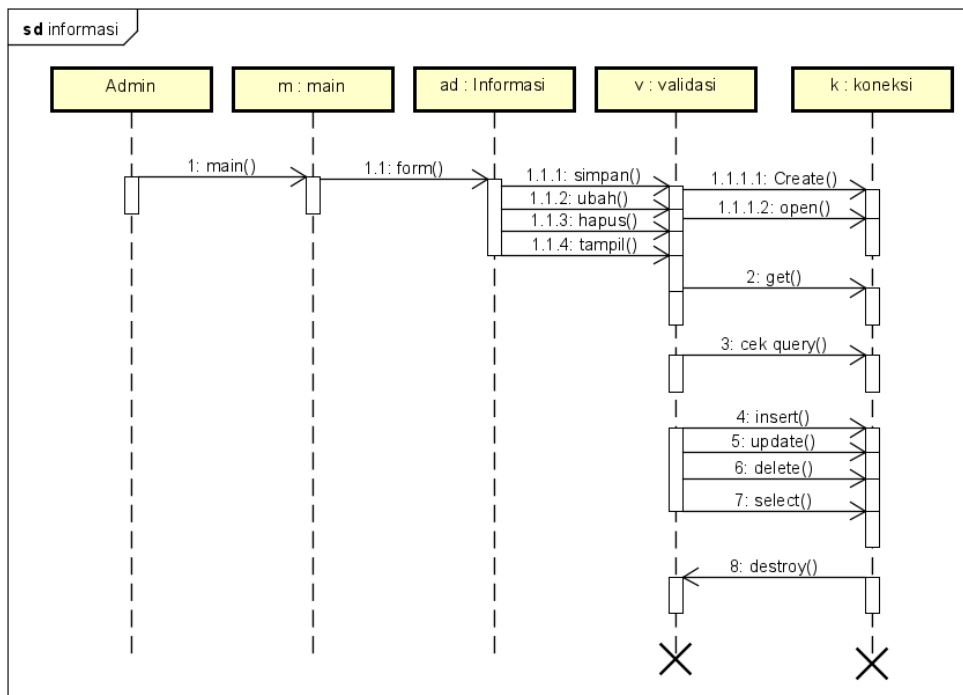 sd informasi
Admin
m : main
ad : Informasi
v : validasi
k : koneksi
1: main()
1.1: form()
1.1.1: simpan()
1.1.1.1: Create()
1.1.2: ubah()
1.1.1.2: open()
1.1.3: hapus()
1.1.4: tampil()
2: get()
3: cek query()
4: insert()
5: update()
6: delete()
7: select()
8: destroy()